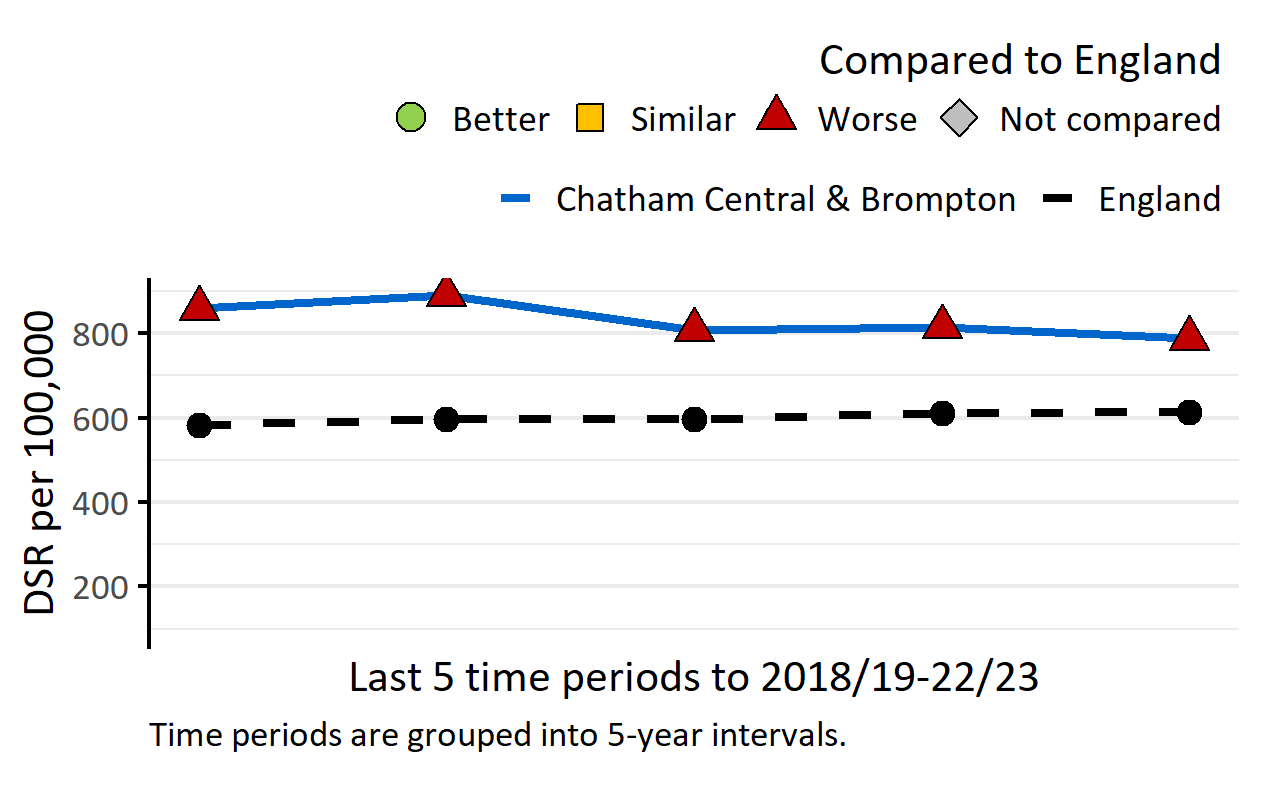 Compared to England
Better Similar Worse Not compared
Chatham Central & Brompton England
DSR per 100,000
800
600
400
200
Last 5 time periods to 2018/19-22/23
Time periods are grouped into 5-year intervals.